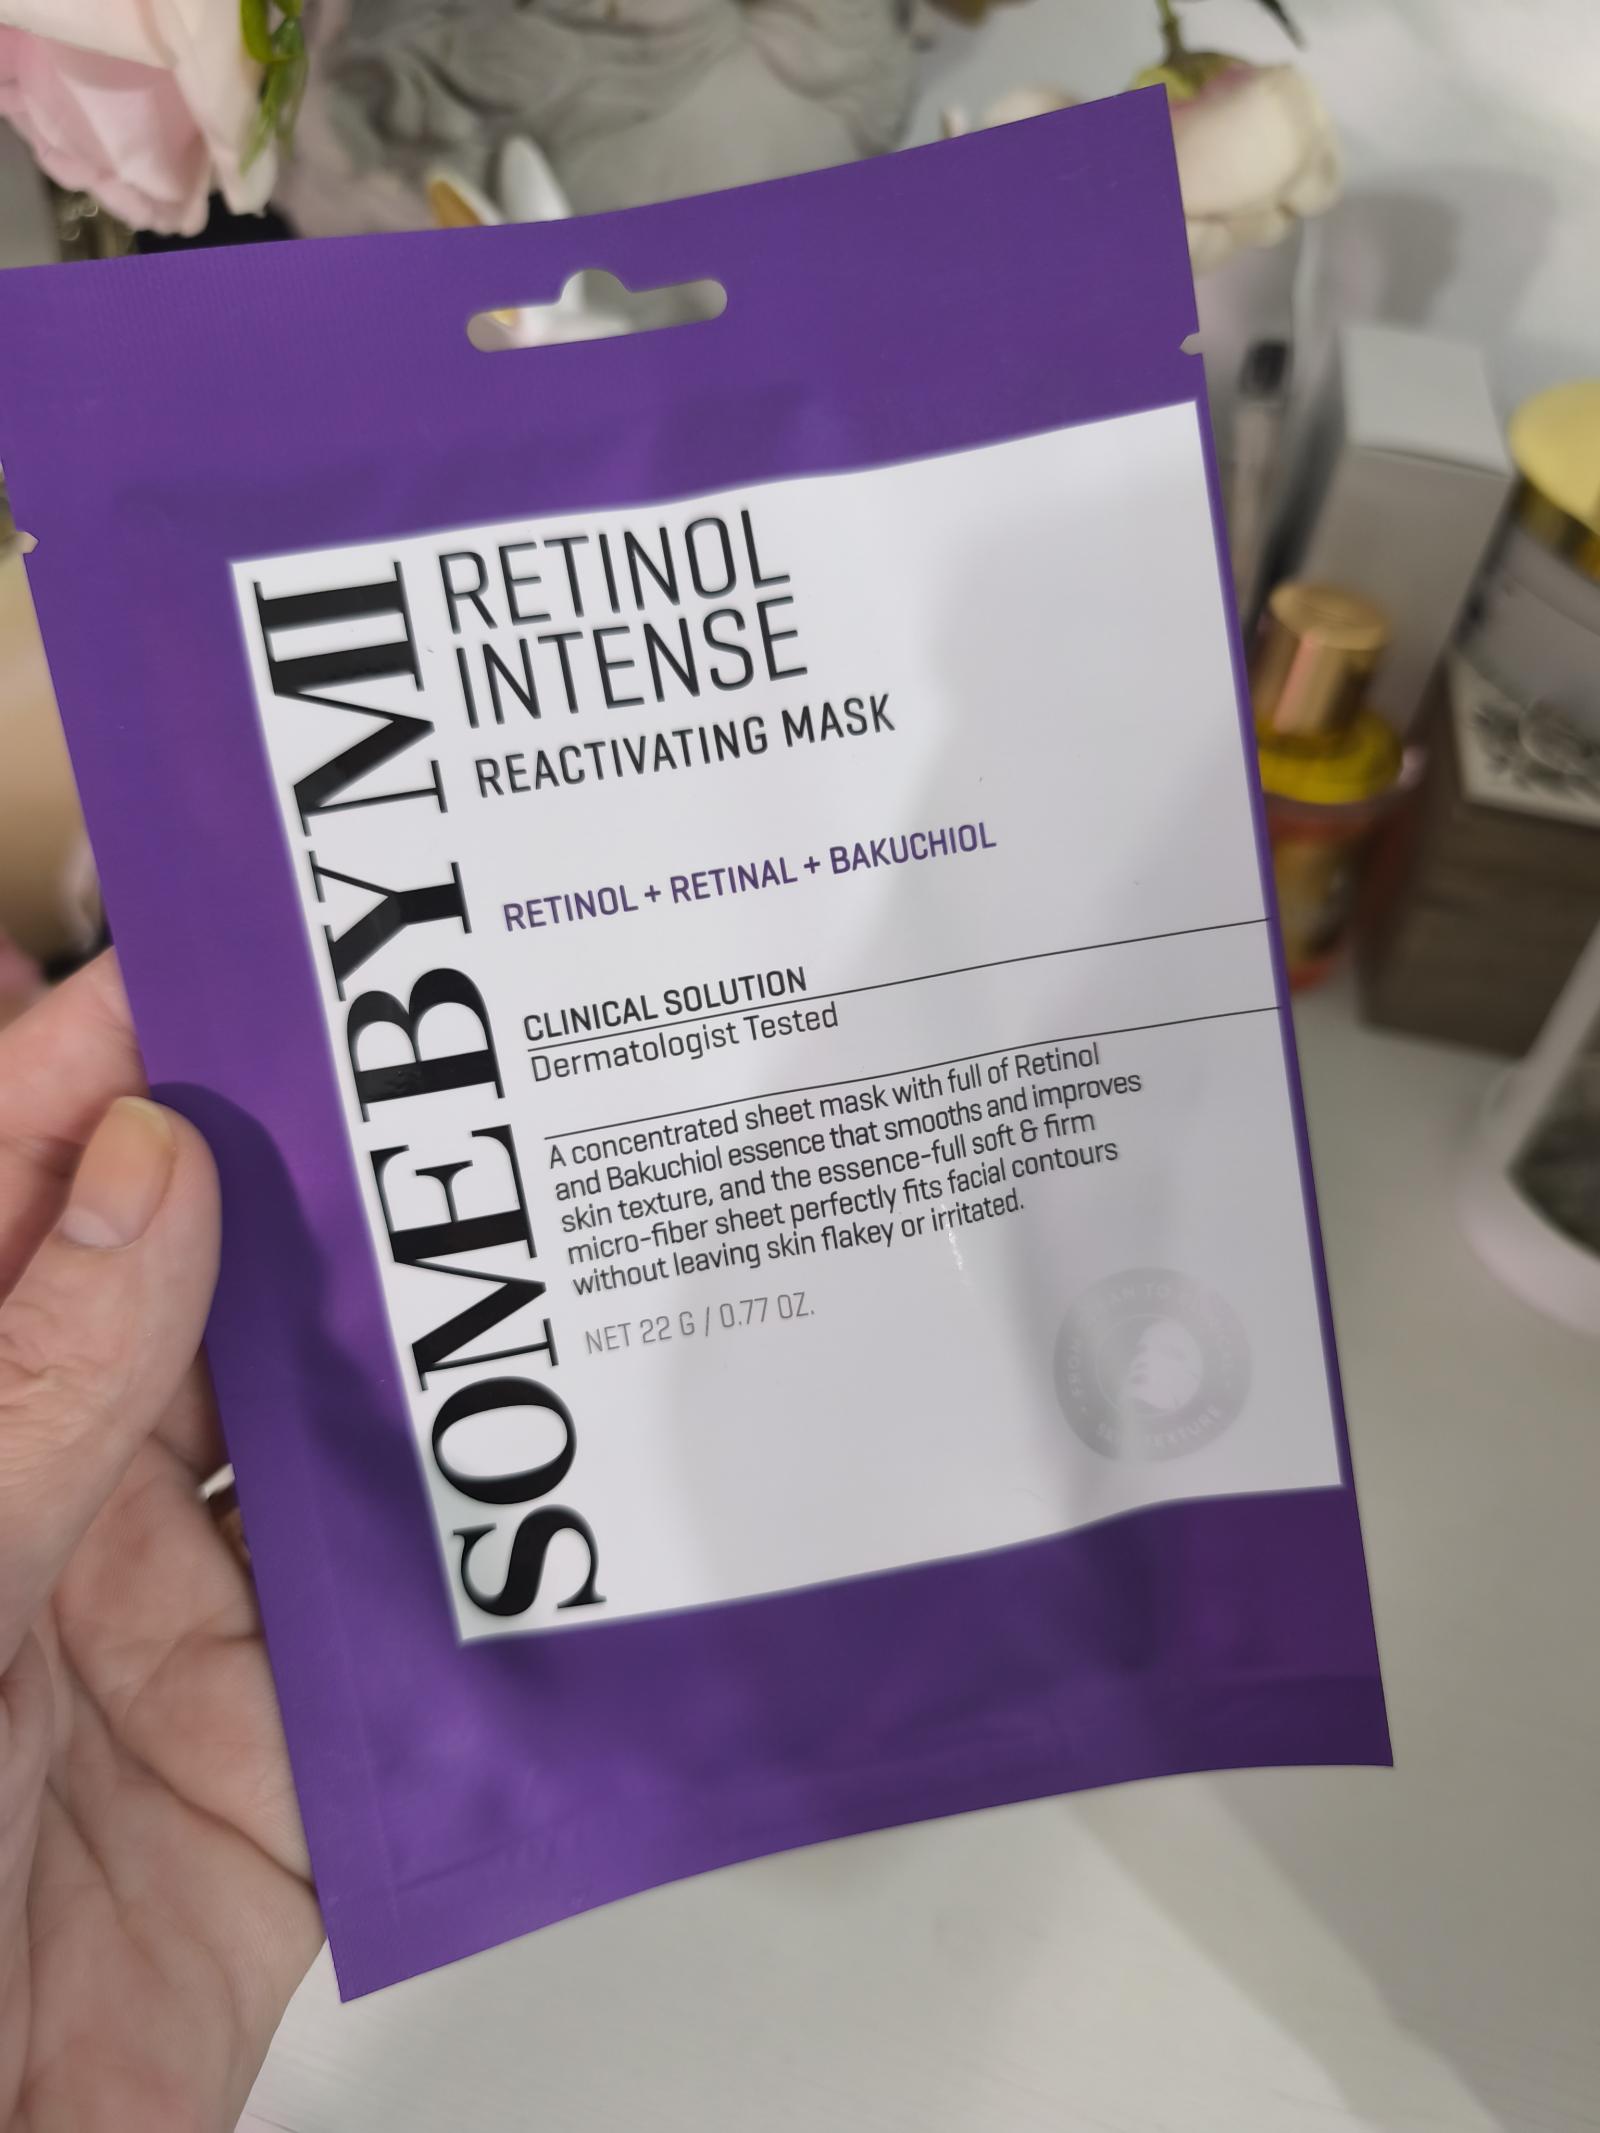 SOME BY MI
RETINOL
INTENSE
REACTIVATING MASK
RETINOL + RETINAL + BAKUCHIOL
CLINICAL SOLUTION
Dermatologist Tested
A concentrated sheet mask with full of Retinol
and Bakuchiol essence that smooths and improves
skin texture, and the essence-full soft & firm
micro-fiber sheet perfectly fits facial contours
without leaving skin flakey or irritated.
NET 22 G / 0.77 OZ.